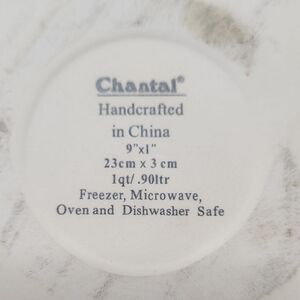 Chantal®
Handcrafted
in China
9"x1"
23cm x 3 cm
1qt/ .90ltr
Freezer, Microwave,
Oven and Dishwasher Safe